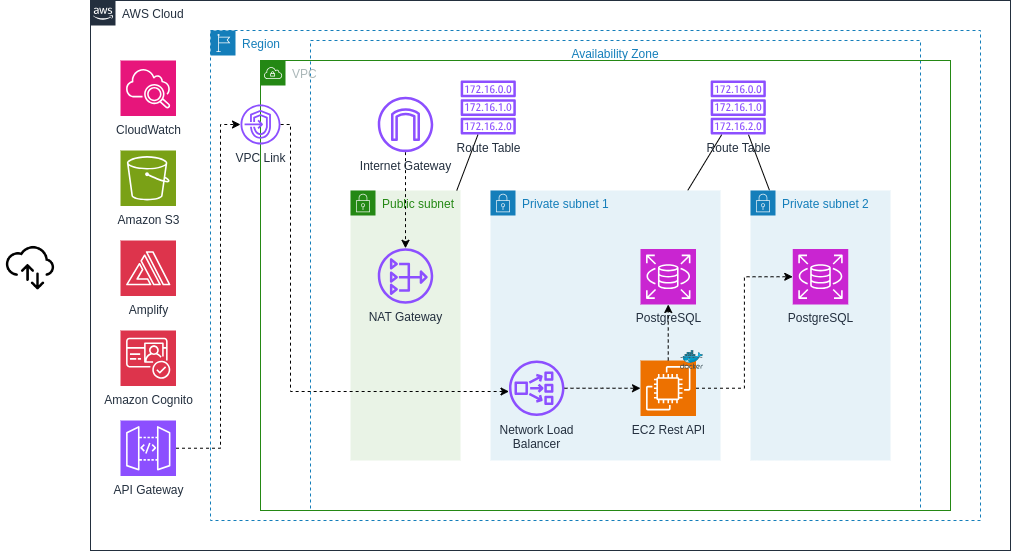 aws
AWS Cloud
Region
Availability Zone
VPC
CloudWatch
Amazon S3
Amplify
Amazon Cognito
API Gateway
VPC Link
Internet Gateway
172.16.0.0
172.16.1.0
172.16.2.0
Route Table
172.16.0.0
172.16.1.0
172.16.2.0
Route Table
Public subnet
NAT Gateway
Private subnet 1
PostgreSQL
Network Load
Balancer
docker
EC2 Rest API
Private subnet 2
PostgreSQL